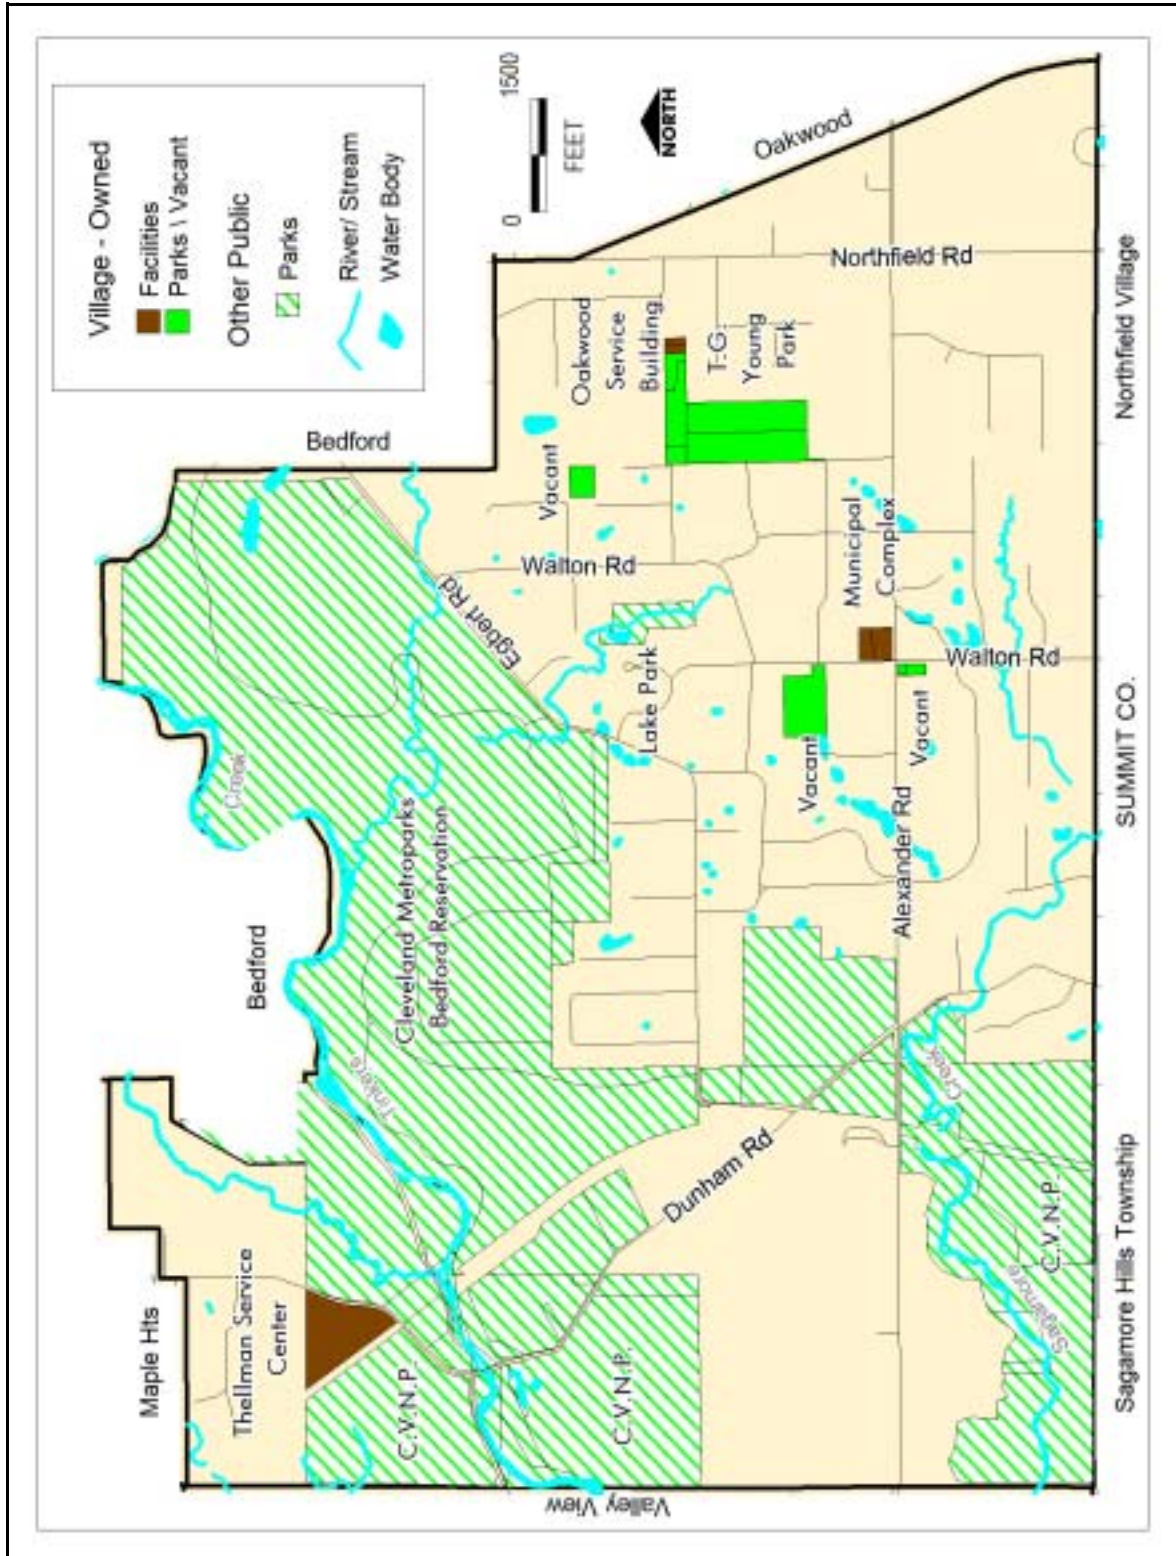 Village - Owned
Facilities
Parks \ Vacant
Other Public
Parks
River/ Stream
Water Body
0
1500
FEET
NORTH
Oakwood
Northfield Rd
Oakwood
Service
Building
T.G.
Young
Park
Bedford
Vacant
Walton Rd
Egbert Rd
Lake Park
Municipal
Complex
Walton Rd
Vacant
Vacant
Alexander Rd
Creek
Bedford
Cleveland Metroparks
Bedford Reservation
Tinkers
Creek
Dunham Rd
Maple Hts
Thellman Service
Center
C.V.N.P.
C.V.N.P.
C.V.N.P.
Sagamore
Valley View
Northfield Village
SUMMIT CO.
Sagamore Hills Township